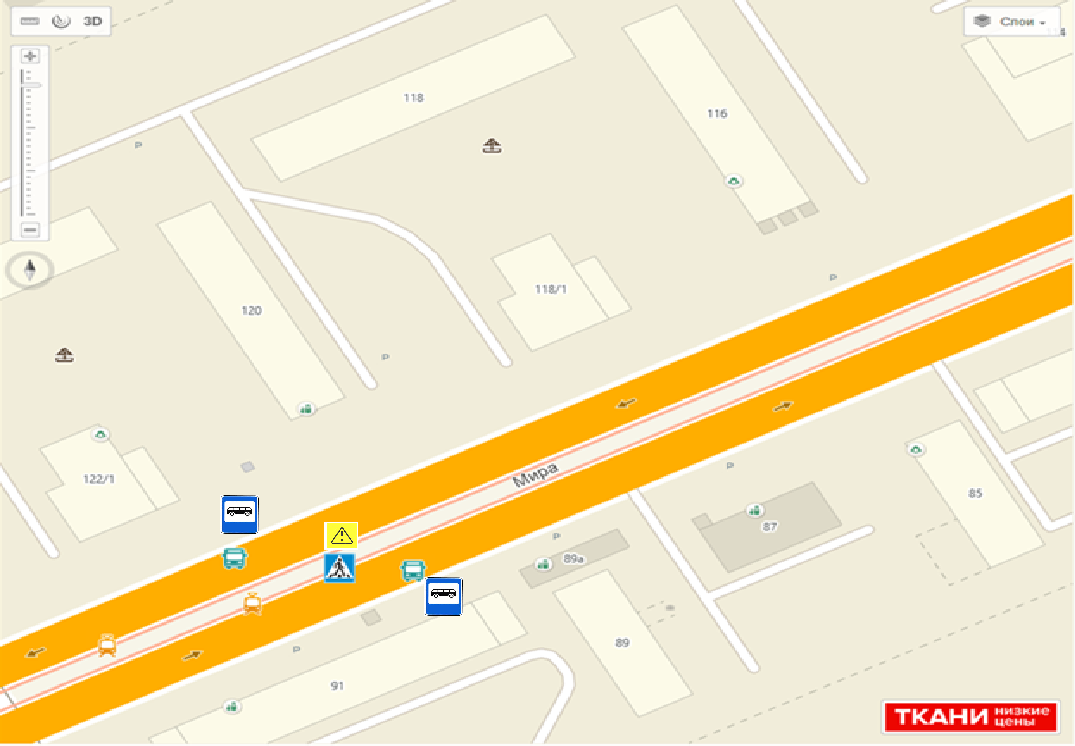 3D
Слои
118
116
120
118/1
122/1
Мира
85
87
89а
89
91
P
P
P
P
P
P
ТКАНИ низкие
цены